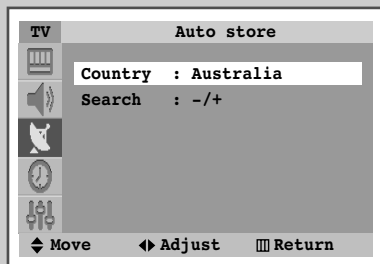 TV Auto store
Country : Australia
Search : -/+
Move Adjust Return